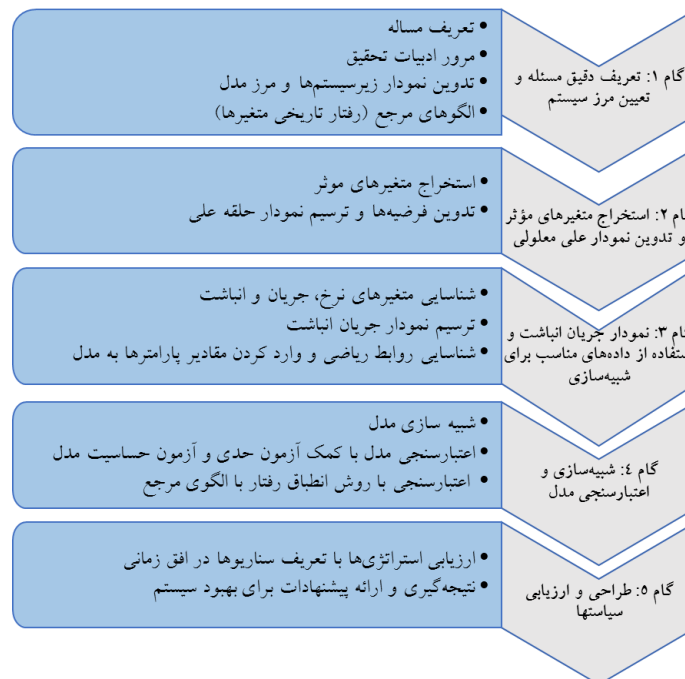 گام ۱: تعریف دقیق مسئله و
تعیین مرز سیستم
• تعریف مساله
• مرور ادبیات تحقیق
• تدوین نمودار زیرسیستم‌ها و مرز مدل
• الگوهای مرجع (رفتار تاریخی متغیرها)
گام ۲: استخراج متغیرهای مؤثر
و تدوین نمودار علی معلولی
• استخراج متغیرهای موثر
• تدوین فرضیه‌ها و ترسیم نمودار حلقه علی
گام ۳: نمودار جریان انباشت و
استفاده از داده‌های مناسب برای
شبیه‌سازی
• شناسایی متغیرهای نرخ، جریان و انباشت
• ترسیم نمودار جریان انباشت
• شناسایی روابط ریاضی و وارد کردن مقادیر پارامترها به مدل
گام ٤: شبیه‌سازی و
اعتبارسنجی مدل
• شبیه سازی مدل
• اعتبارسنجی مدل با کمک آزمون حدی و آزمون حساسیت مدل
• اعتبارسنجی با روش انطباق رفتار با الگوی مرجع
گام ٥: طراحی و ارزیابی
سیاستها
• ارزیابی استراتژی‌ها با تعریف سناریوها در افق زمانی
• نتیجه‌گیری و ارائه پیشنهادات برای بهبود سیستم